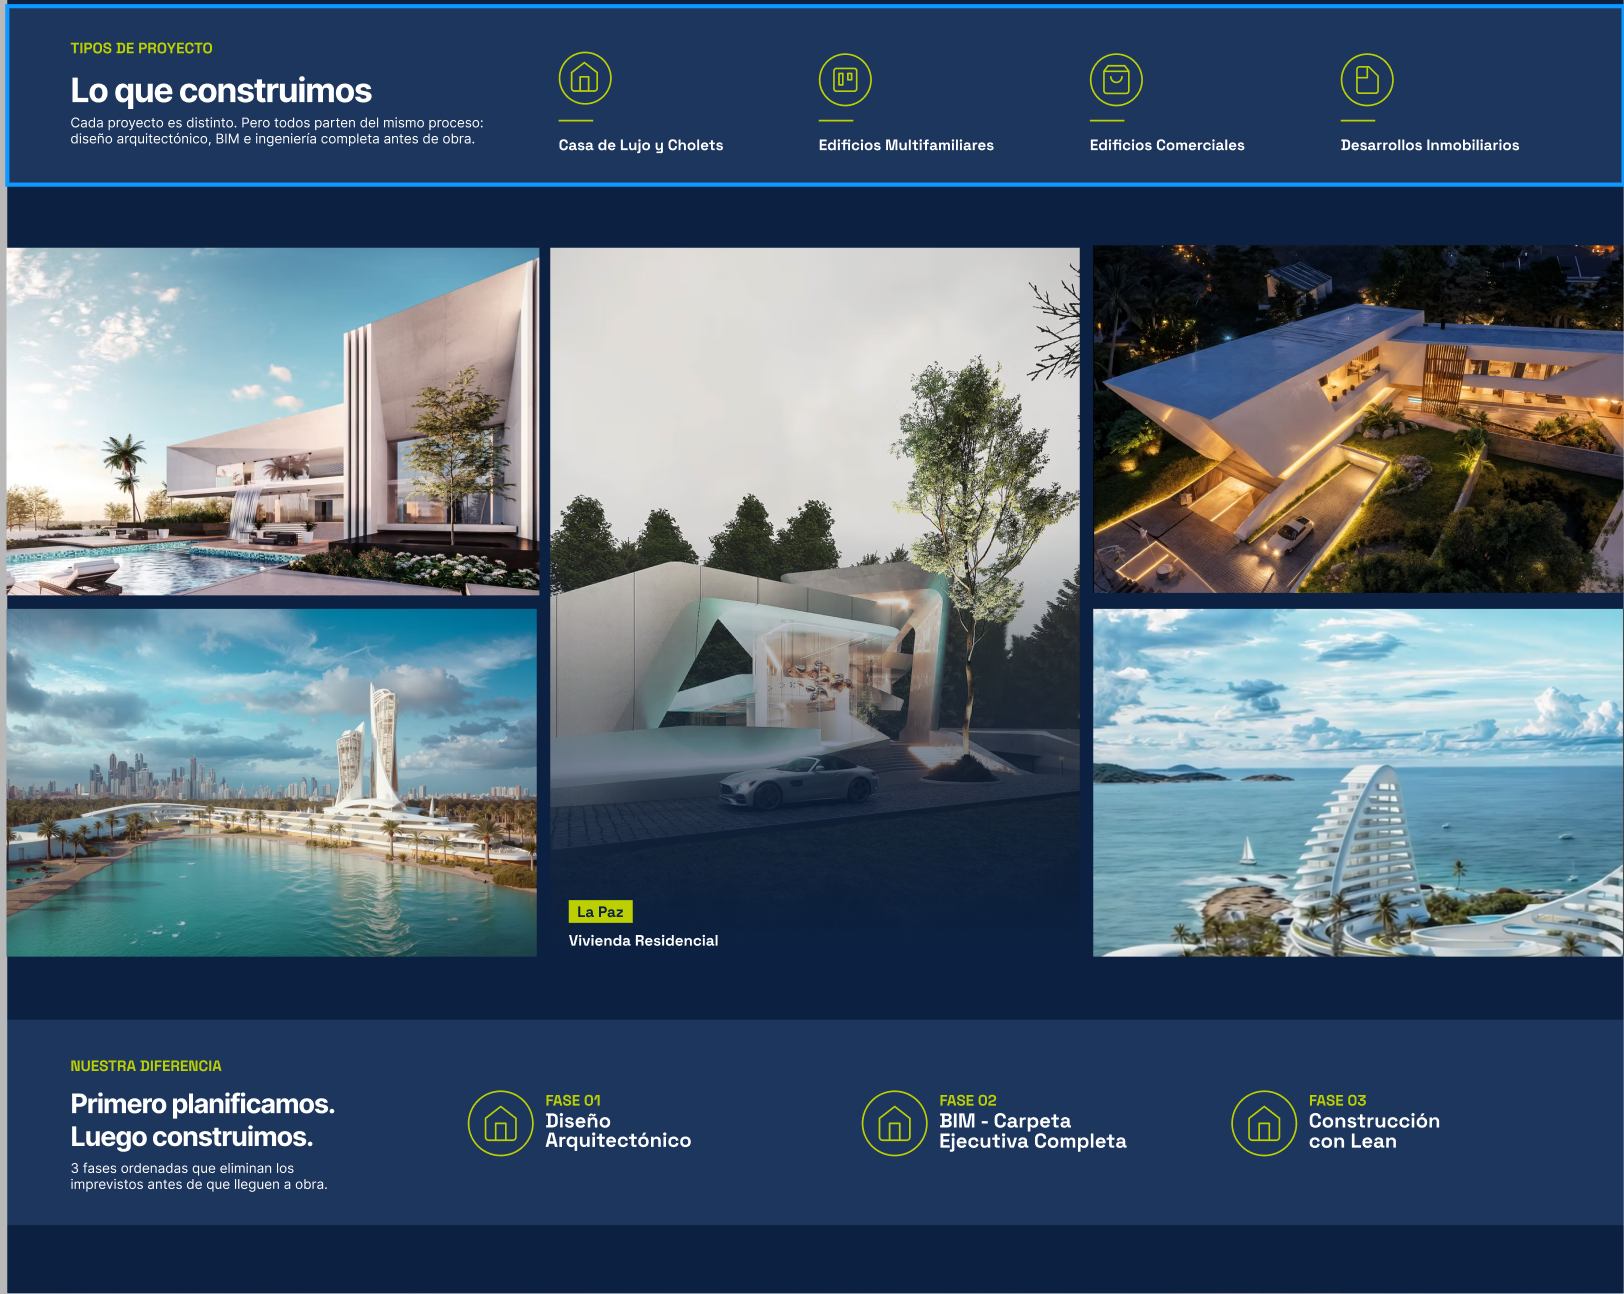 TIPOS DE PROYECTO
Lo que construimos
Cada proyecto es distinto. Pero todos parten del mismo proceso:
diseño arquitectónico, BIM e ingeniería completa antes de obra.
Casa de Lujo y Cholets
Edificios Multifamiliares
Edificios Comerciales
Desarrollos Inmobiliarios
La Paz
Vivienda Residencial
NUESTRA DIFERENCIA
Primero planificamos.
Luego construimos.
3 fases ordenadas que eliminan los
imprevistos antes de que lleguen a obra.
FASE 01
Diseño
Arquitectónico
FASE 02
BIM - Carpeta
Ejecutiva Completa
FASE 03
Construcción
con Lean